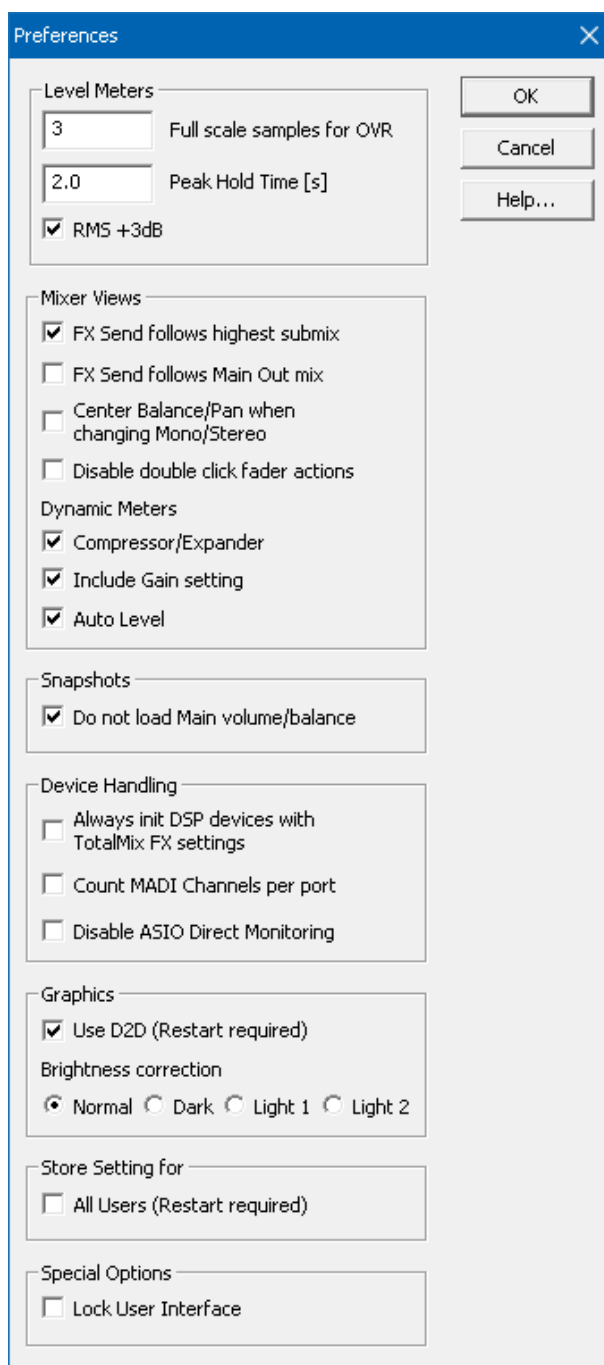 Preferences
Level Meters
3 Full scale samples for OVR
2.0 Peak Hold Time [s]
RMS +3dB
OK
Cancel
Help...
Mixer Views
FX Send follows highest submix
FX Send follows Main Out mix
Center Balance/Pan when
changing Mono/Stereo
Disable double click fader actions
Dynamic Meters
Compressor/Expander
Include Gain setting
Auto Level
Snapshots
Do not load Main volume/balance
Device Handling
Always init DSP devices with
TotalMix FX settings
Count MADI Channels per port
Disable ASIO Direct Monitoring
Graphics
Use D2D (Restart required)
Brightness correction
Normal Dark Light 1 Light 2
Store Setting for
All Users (Restart required)
Special Options
Lock User Interface